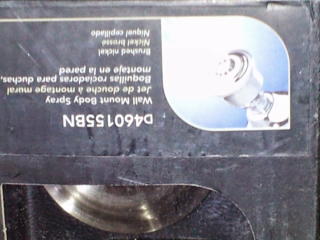 D460155BN
Wall Mount Body Spray
Jet de douche à montage mural
Boquillas rociadoras para duchas,
montaje en la pared
Brushed nickel
Nickel brossé
Níquel cepillado